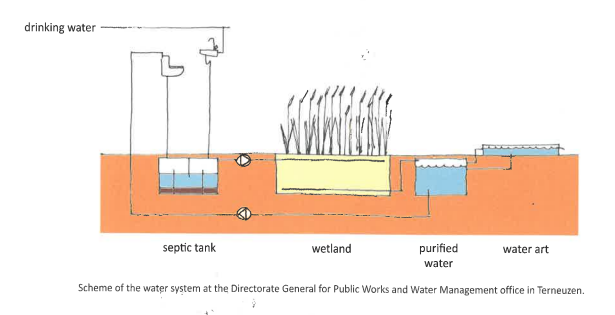 drinking water
septic tank
wetland
purified
water
water art
Scheme of the water system at the Directorate General for Public Works and Water Management office in Terneuzen.